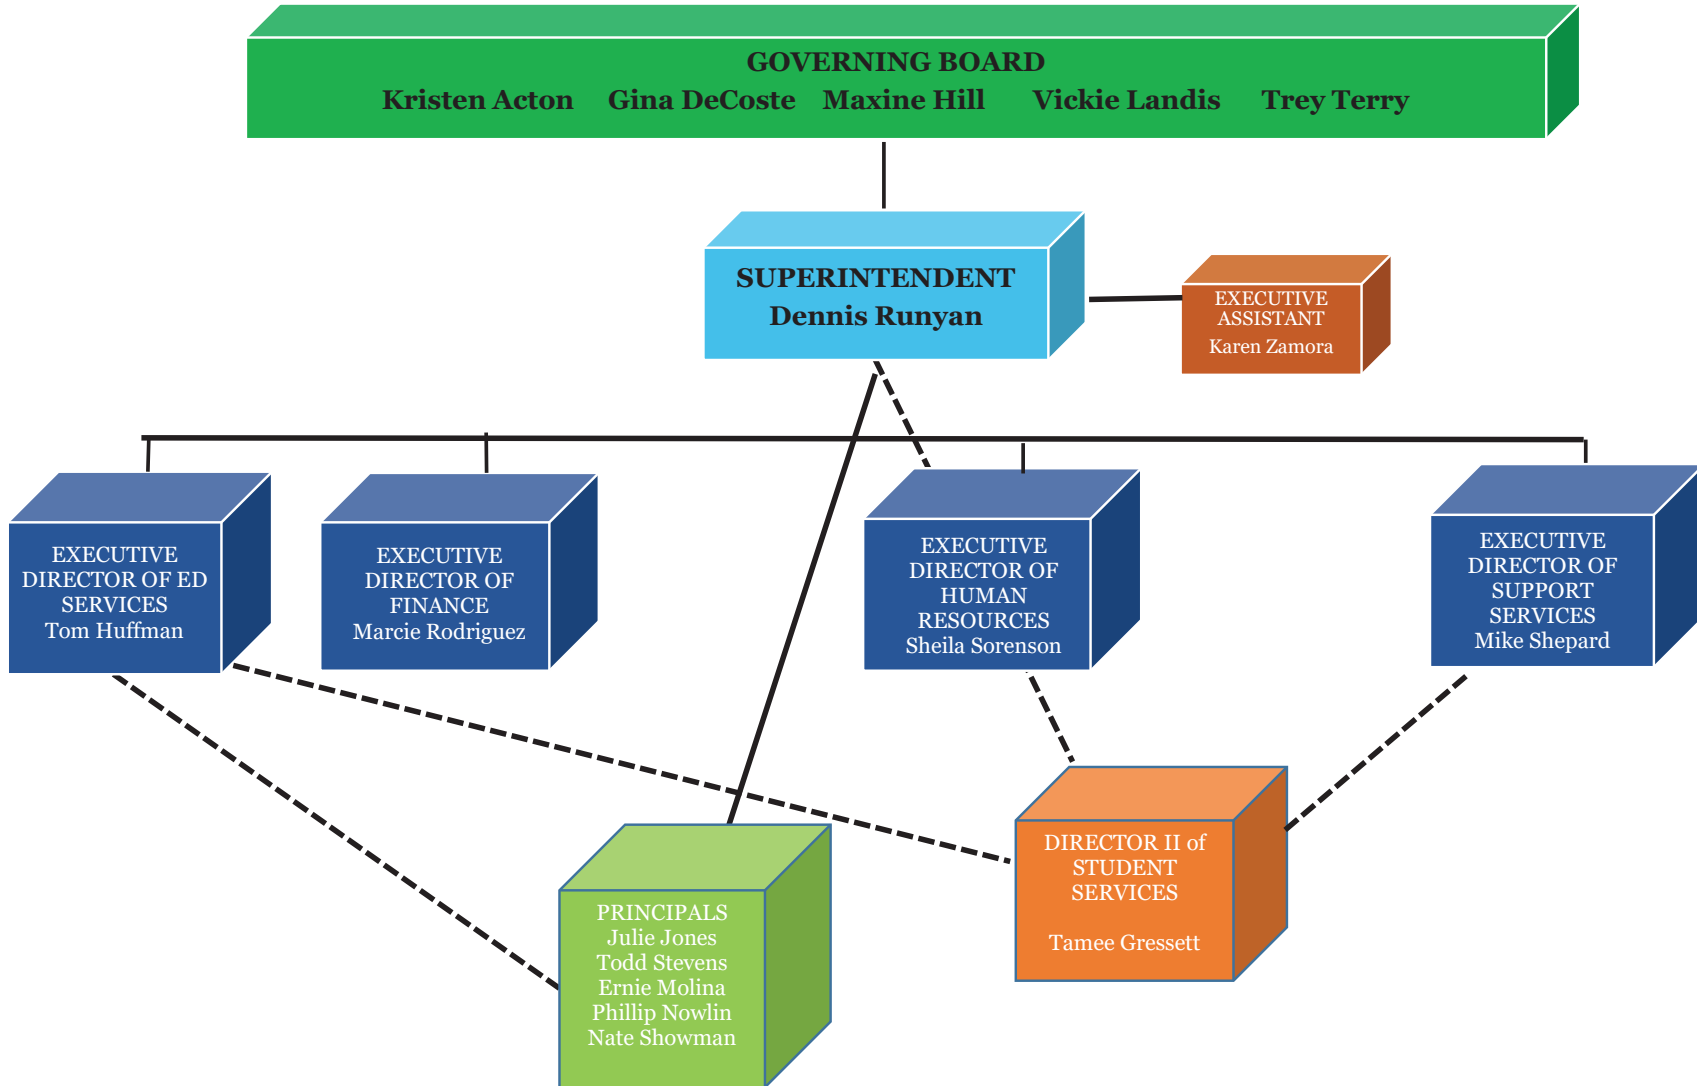 GOVERNING BOARD
Kristen Acton Gina DeCoste Maxine Hill Vickie Landis Trey Terry
SUPERINTENDENT
Dennis Runyan
EXECUTIVE
ASSISTANT
Karen Zamora
EXECUTIVE
DIRECTOR OF ED
SERVICES
Tom Huffman
EXECUTIVE
DIRECTOR OF
FINANCE
Marcie Rodriguez
EXECUTIVE
DIRECTOR OF
HUMAN
RESOURCES
Sheila Sorenson
EXECUTIVE
DIRECTOR OF
SUPPORT
SERVICES
Mike Shepard
PRINCIPALS
Julie Jones
Todd Stevens
Ernie Molina
Phillip Nowlin
Nate Showman
DIRECTOR II of
STUDENT
SERVICES
Tamee Gressett